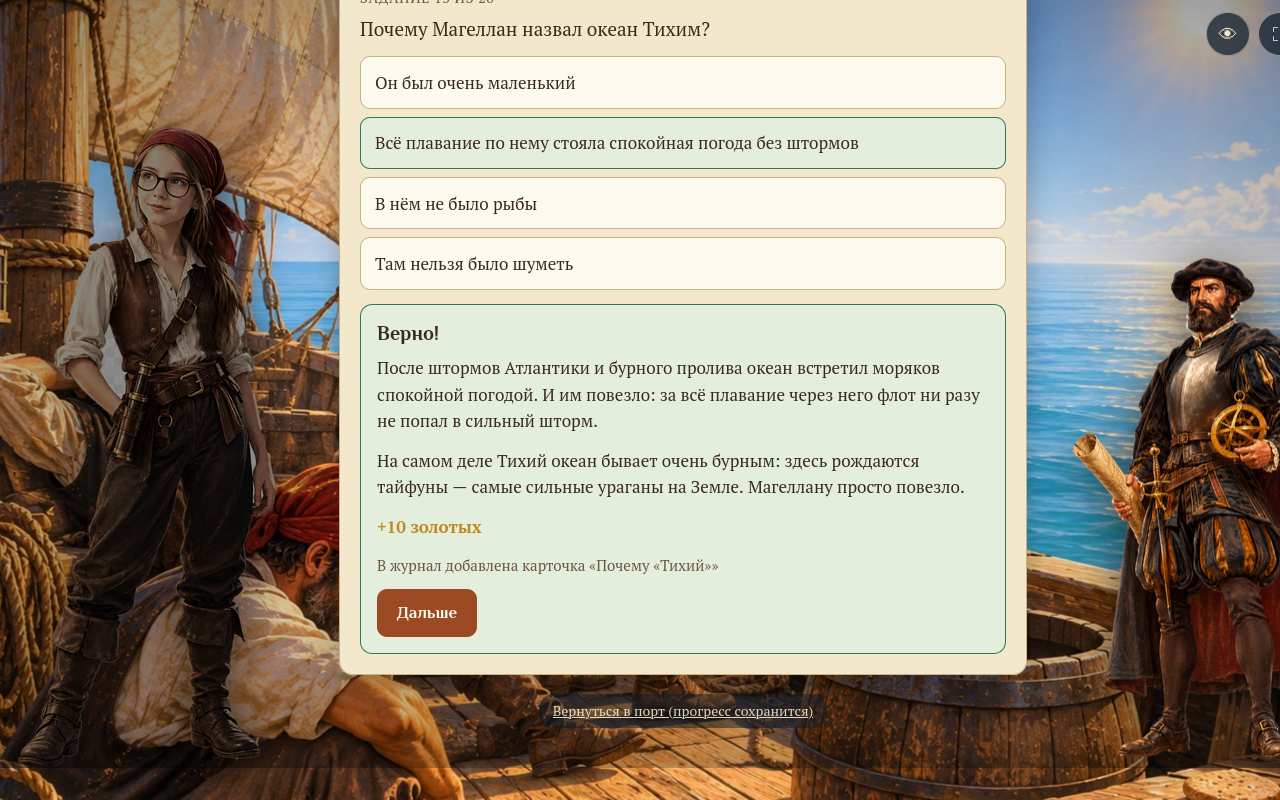 ЗАДАНИЕ 15 ИЗ 20
Почему Магеллан назвал океан Тихим?
Он был очень маленький
Всё плавание по нему стояла спокойная погода без штормов
В нём не было рыбы
Там нельзя было шуметь
Верно!
После штормов Атлантики и бурного пролива океан встретил моряков
спокойной погодой. И им повезло: за всё плавание через него флот ни разу
не попал в сильный шторм.
На самом деле Тихий океан бывает очень бурным: здесь рождаются
тайфуны — самые сильные ураганы на Земле. Магеллану просто повезло.
+10 золотых
В журнал добавлена карточка «Почему «Тихий»»
Дальше
Вернуться в порт (прогресс сохранится)